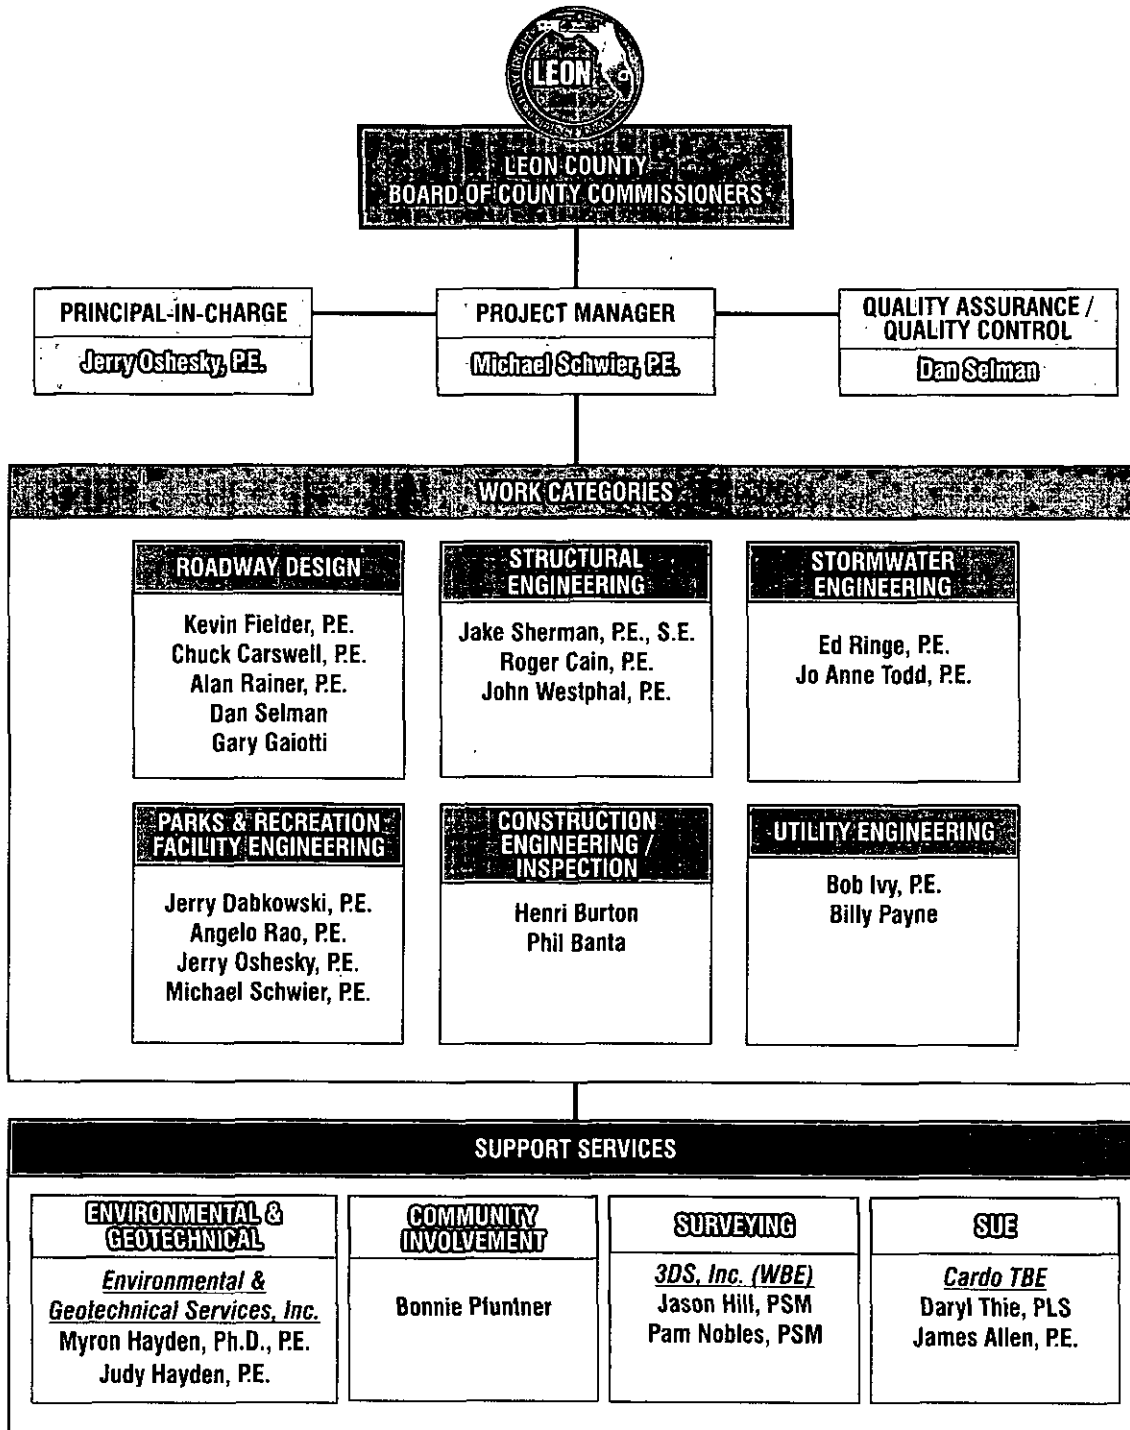 LEON
LEON COUNTY
BOARD OF COUNTY COMMISSIONERS
PRINCIPAL-IN-CHARGE
Jerry Oshesky, P.E.
PROJECT MANAGER
Michael Schwier, P.E.
QUALITY ASSURANCE /
QUALITY CONTROL
Dan Selman
WORK CATEGORIES
ROADWAY DESIGN
Kevin Fielder, P.E.
Chuck Carswell, P.E.
Alan Rainer, P.E.
Dan Selman
Gary Gaiotti
STRUCTURAL
ENGINEERING
Jake Sherman, P.E., S.E.
Roger Cain, P.E.
John Westphal, P.E.
STORMWATER
ENGINEERING
Ed Ringe, P.E.
Jo Anne Todd, P.E.
PARKS & RECREATION
FACILITY ENGINEERING
Jerry Dabkowski, P.E.
Angelo Rao, P.E.
Jerry Oshesky, P.E.
Michael Schwier, P.E.
CONSTRUCTION
ENGINEERING /
INSPECTION
Henri Burton
Phil Banta
UTILITY ENGINEERING
Bob Ivy, P.E.
Billy Payne
SUPPORT SERVICES
ENVIRONMENTAL &
GEOTECHNICAL
Environmental &
Geotechnical Services, Inc.
Myron Hayden, Ph.D., P.E.
Judy Hayden, P.E.
COMMUNITY
INVOLVEMENT
Bonnie Pfuntner
SURVEYING
3DS, Inc. (WBE)
Jason Hill, PSM
Pam Nobles, PSM
SUE
Cardo TBE
Daryl Thie, PLS
James Allen, P.E.